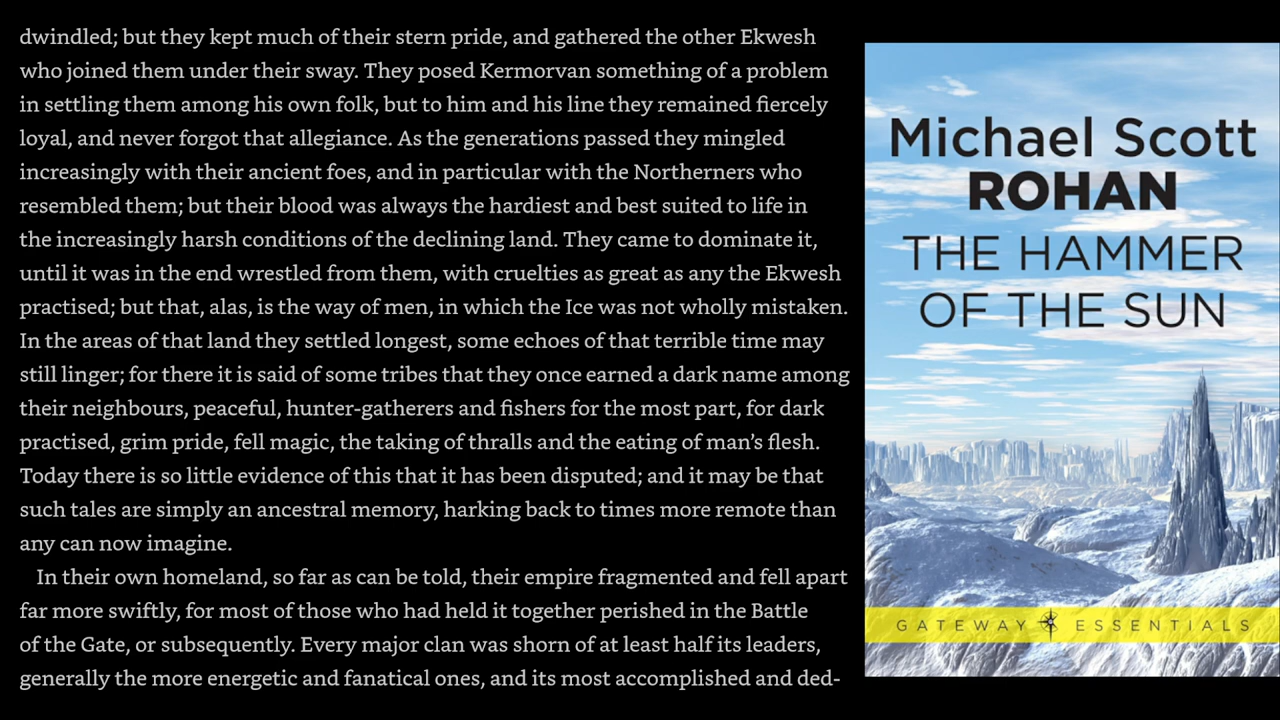 dwindled; but they kept much of their stern pride, and gathered the other Ekwesh
who joined them under their sway. They posed Kermorvan something of a problem
in settling them among his own folk, but to him and his line they remained fiercely
loyal, and never forgot that allegiance. As the generations passed they mingled
increasingly with their ancient foes, and in particular with the Northerners who
resembled them; but their blood was always the hardiest and best suited to life in
the increasingly harsh conditions of the declining land. They came to dominate it,
until it was in the end wrestled from them, with cruelties as great as any the Ekwesh
practised; but that, alas, is the way of men, in which the Ice was not wholly mistaken.
In the areas of that land they settled longest, some echoes of that terrible time may
still linger; for there it is said of some tribes that they once earned a dark name among
their neighbours, peaceful, hunter-gatherers and fishers for the most part, for dark
practised, grim pride, fell magic, the taking of thralls and the eating of man’s flesh.
Today there is so little evidence of this that it has been disputed; and it may be that
such tales are simply an ancestral memory, harking back to times more remote than
any can now imagine.
In their own homeland, so far as can be told, their empire fragmented and fell apart
far more swiftly, for most of those who had held it together perished in the Battle
of the Gate, or subsequently. Every major clan was shorn of at least half its leaders,
generally the more energetic and fanatical ones, and its most accomplished and ded-
Michael Scott
ROHAN
THE HAMMER
OF THE SUN
GATEWAY ESSENTIALS